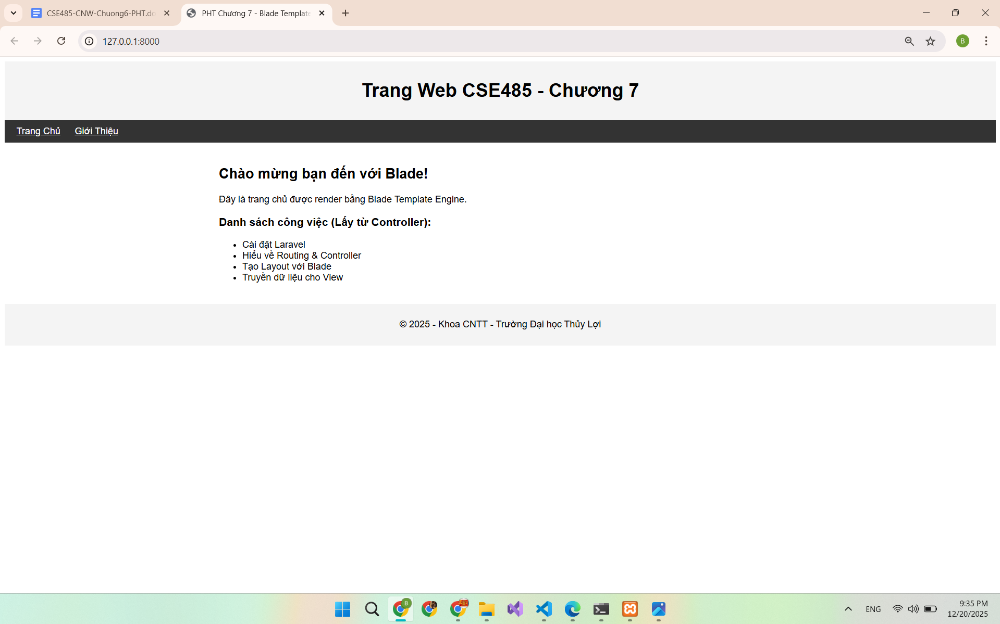 CSE485-CNW-Chuong6-PHT.do
PHT Chương 7 - Blade Template
127.0.0.1:8000
B
Trang Web CSE485 - Chương 7
Trang Chủ Giới Thiệu
Chào mừng bạn đến với Blade!
Đây là trang chủ được render bằng Blade Template Engine.
Danh sách công việc (Lấy từ Controller):
Cài đặt Laravel
Hiểu về Routing & Controller
Tạo Layout với Blade
Truyền dữ liệu cho View
© 2025 - Khoa CNTT - Trường Đại học Thủy Lợi
B
ENG
9:35 PM
12/20/2025